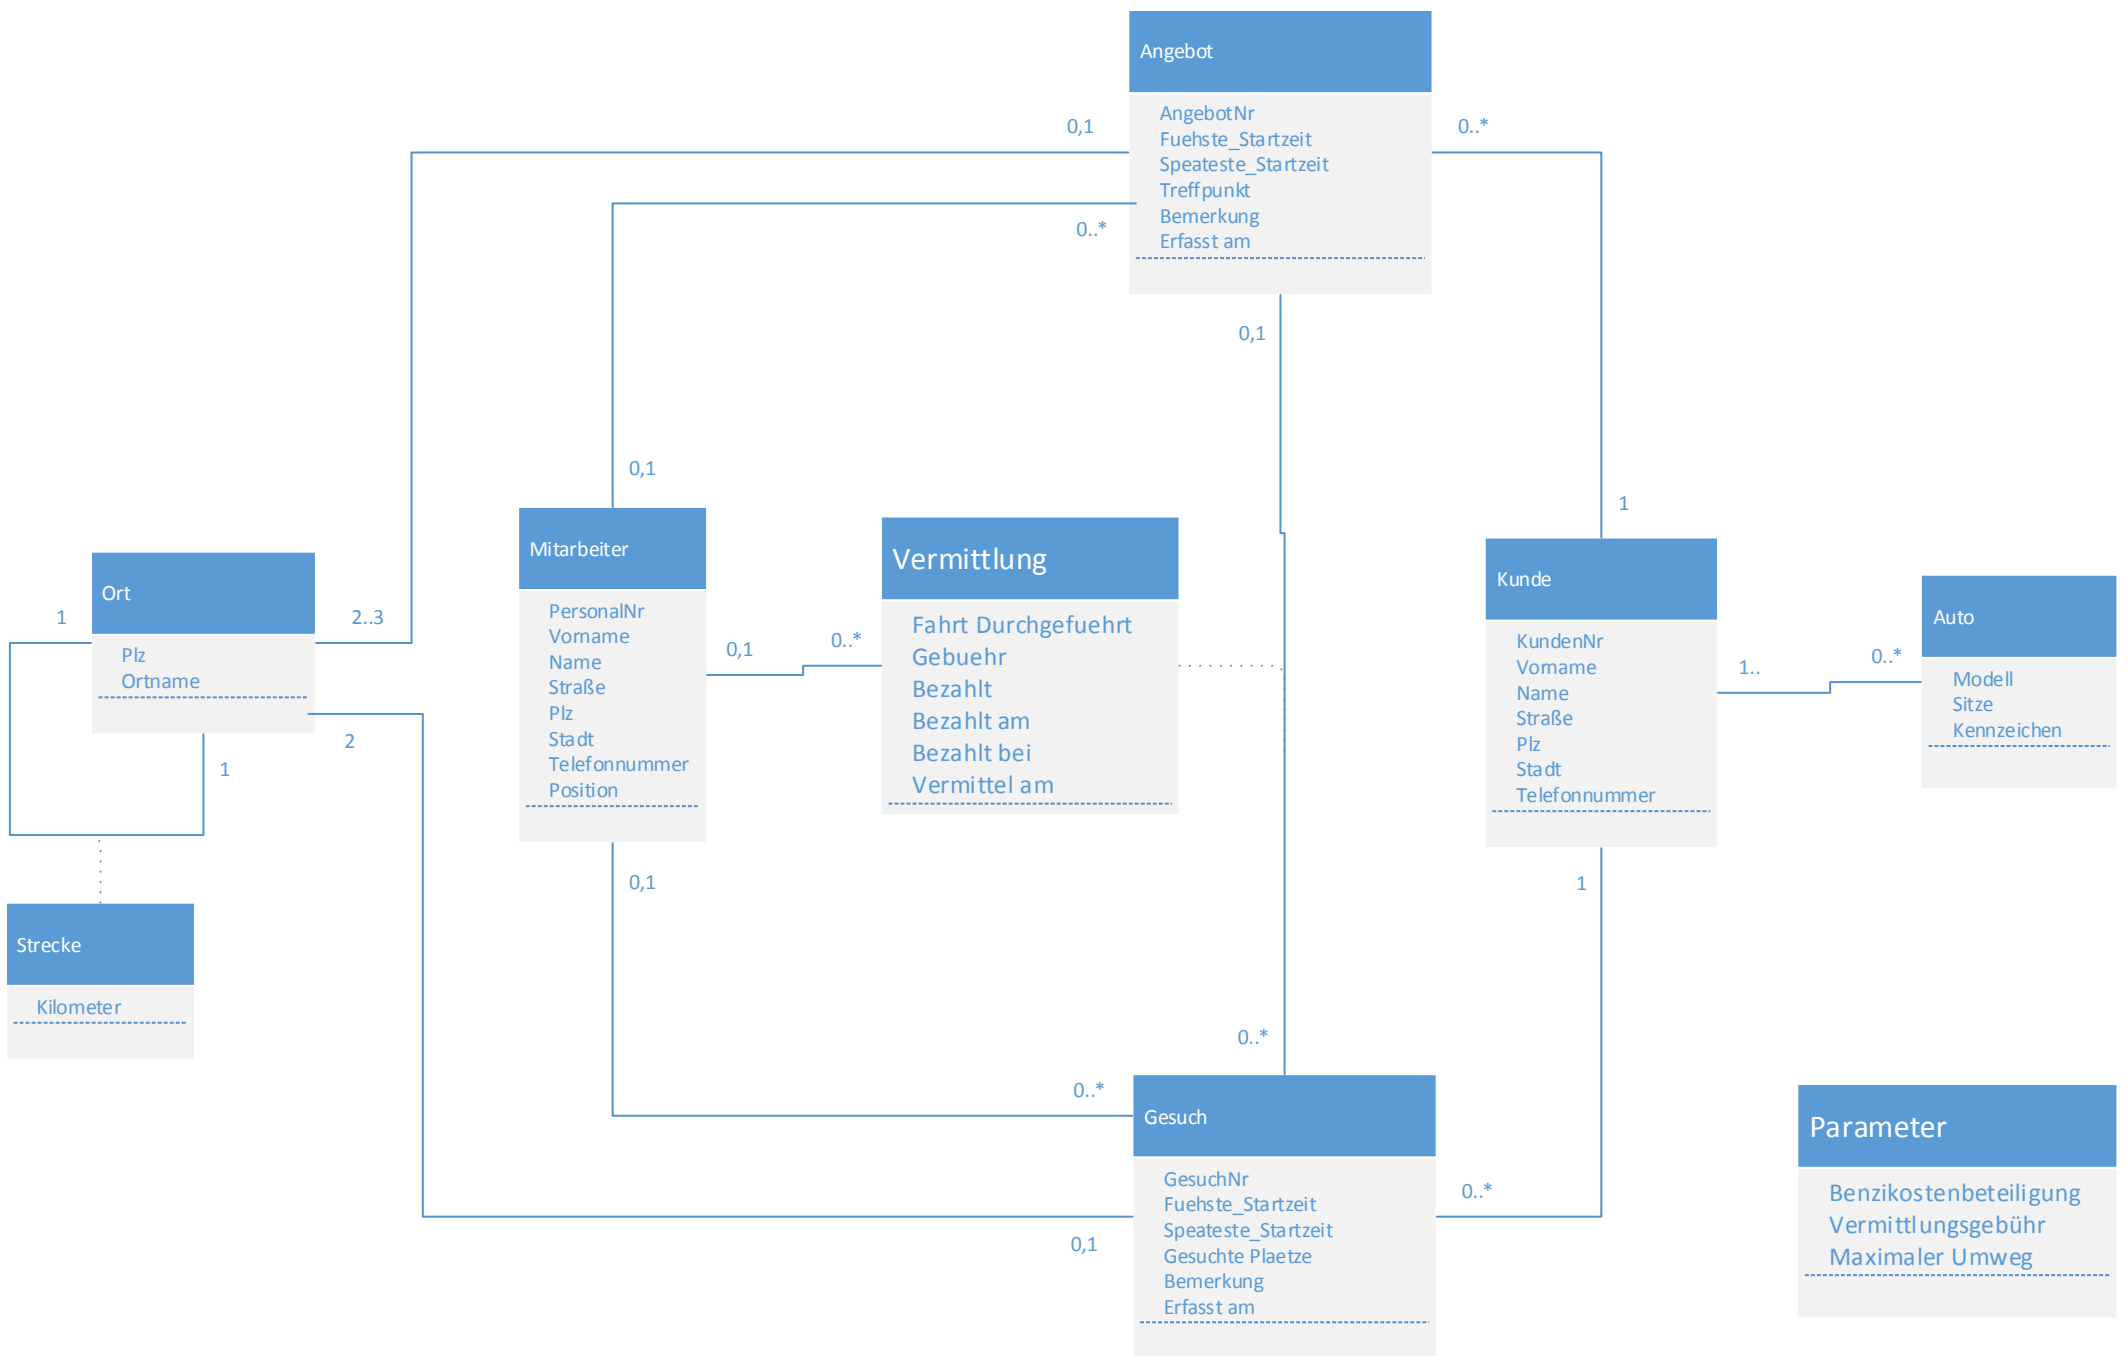 Angebot
AngebotNr
Fuehste_Startzeit
Speateste_Startzeit
Treffpunkt
Bemerkung
Erfasst am
0,1
0..*
0..*
0,1
0,1
1
Ort
Plz
Ortname
1
2..3
2
1
Mitarbeiter
PersonalNr
Vorname
Name
Straße
Plz
Stadt
Telefonnummer
Position
0,1
0..*
0,1
Vermittlung
Fahrt Durchgefuehrt
Gebuehr
Bezahlt
Bezahlt am
Bezahlt bei
Vermittel am
Kunde
KundenNr
Vorname
Name
Straße
Plz
Stadt
Telefonnummer
1..
0..*
1
Auto
Modell
Sitze
Kennzeichen
Strecke
Kilometer
0..*
0..*
0..*
0,1
Gesuch
GesuchNr
Fuehste_Startzeit
Speateste_Startzeit
Gesuchte Plaetze
Bemerkung
Erfasst am
Parameter
Benzikostenbeteiligung
Vermittlungsgebühr
Maximaler Umweg